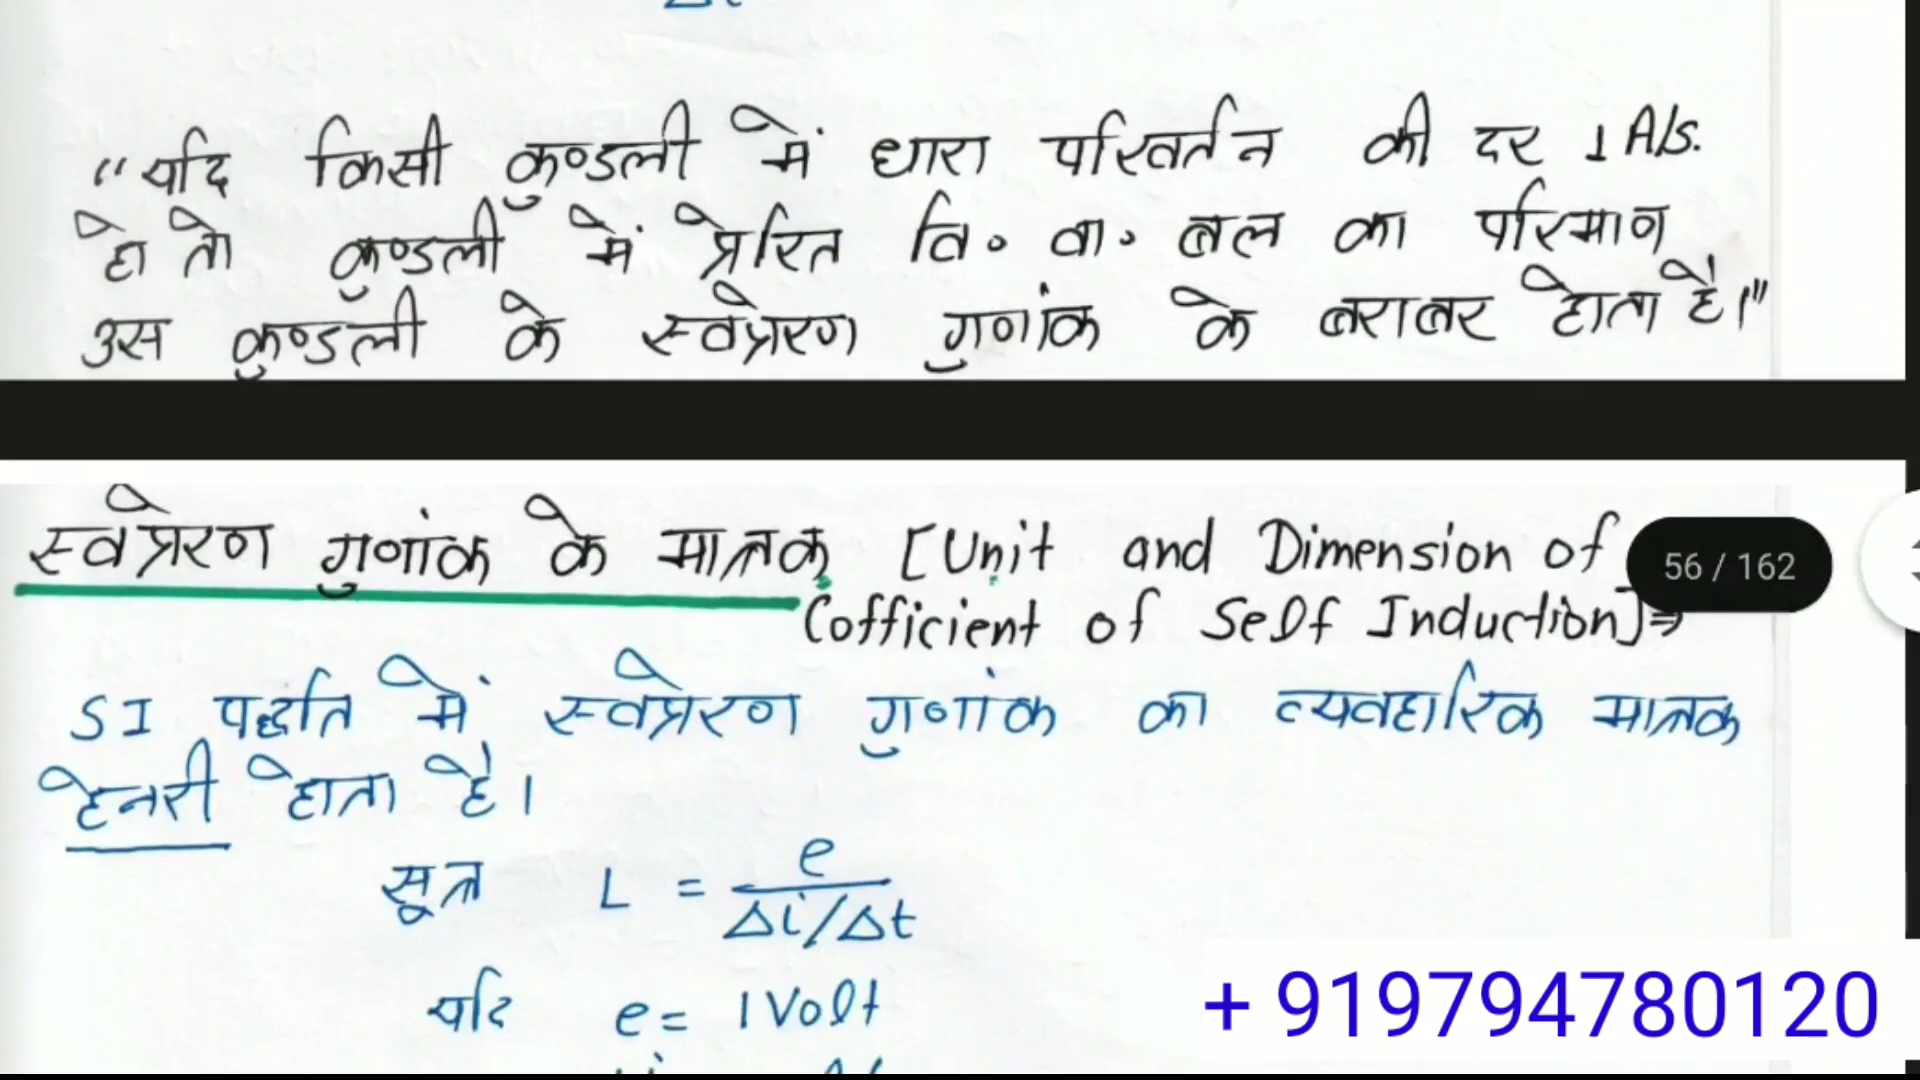 "यदि किसी कुण्डली में धारा परिवर्तन की दर 1 A/s.
हो तो कुण्डली में प्रेरित वि० वा० बल का परिमाण
उस कुण्डली के स्वप्रेरण गुणांक के बराबर होता है।"
स्वप्रेरण गुणांक के मात्रक [Unit and Dimension of
56 / 162
Cofficient of Self Induction]⇒
SI पद्धति में स्वप्रेरण गुणांक का व्यवहारिक मात्रक
हेनरी होता है।
सूत्र L = e / Δi/Δt
यदि e = 1 Volt
+ 919794780120